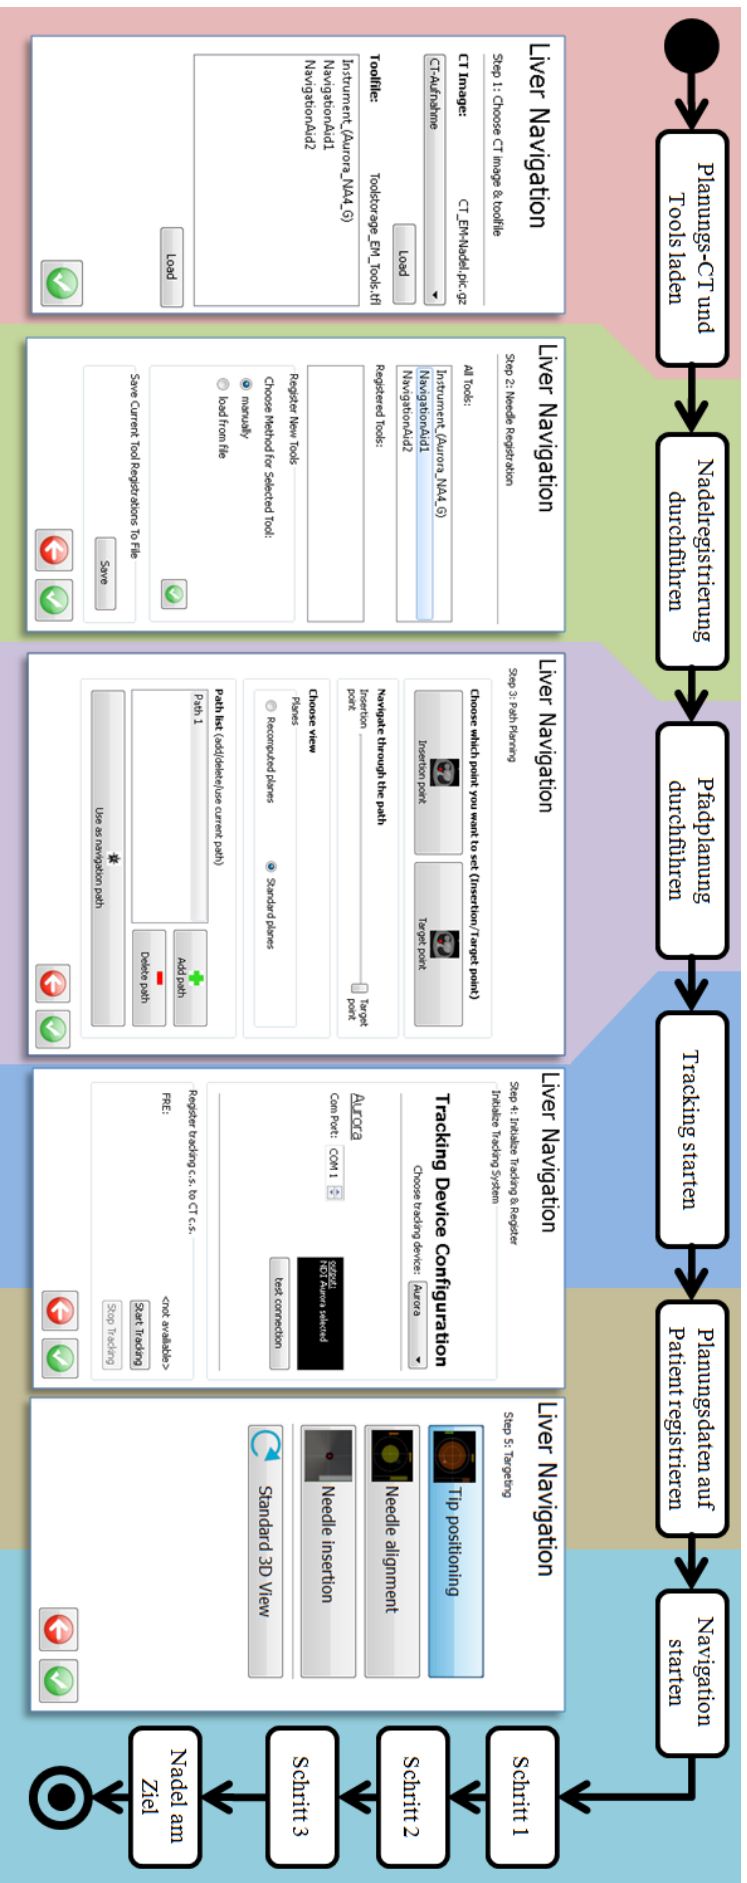 Planungs-CT und
Tools laden
Nadelregistrierung
durchführen
Pfadplanung
durchführen
Tracking starten
Planungsdaten auf
Patient registrieren
Navigation
starten
Schritt 1
Schritt 2
Schritt 3
Nadel am
Ziel
Liver Navigation
Step 1: Choose CT image & toolfile
CT Image: CT_EM-Nadel.pic.gz
CT-Aufnahme
Load
Toolfile: Toolstorage_EM_Tools.tfl
Instrument_(Aurora_NA4_G)
NavigationAid1
NavigationAid2
Load
Liver Navigation
Step 2: Needle Registration
All Tools:
Instrument_(Aurora_NA4_G)
NavigationAid1
NavigationAid2
Registered Tools:
Register New Tools
Choose Method for Selected Tool:
manually
load from file
Save Current Tool Registrations To File
Save
Liver Navigation
Step 3: Path Planning
Choose which point you want to set (Insertion/Target point)
Insertion point
Target point
Navigate through the path
Insertion
point
Target
point
Choose view
Planes
Recomputed planes
Standard planes
Path list (add/delete/use current path)
Path 1
Add path
Delete path
Use as navigation path
Liver Navigation
Step 4: Initialize Tracking & Register
Initialize Tracking System
Tracking Device Configuration
Choose tracking device: Aurora
Aurora
Com Port: COM 1
output:
NDI Aurora selected
test connection
Register tracking c.s. to CT c.s.
FRE: <not available>
Start Tracking
Stop Tracking
Liver Navigation
Step 5: Targeting
Tip positioning
Needle alignment
Needle insertion
Standard 3D View